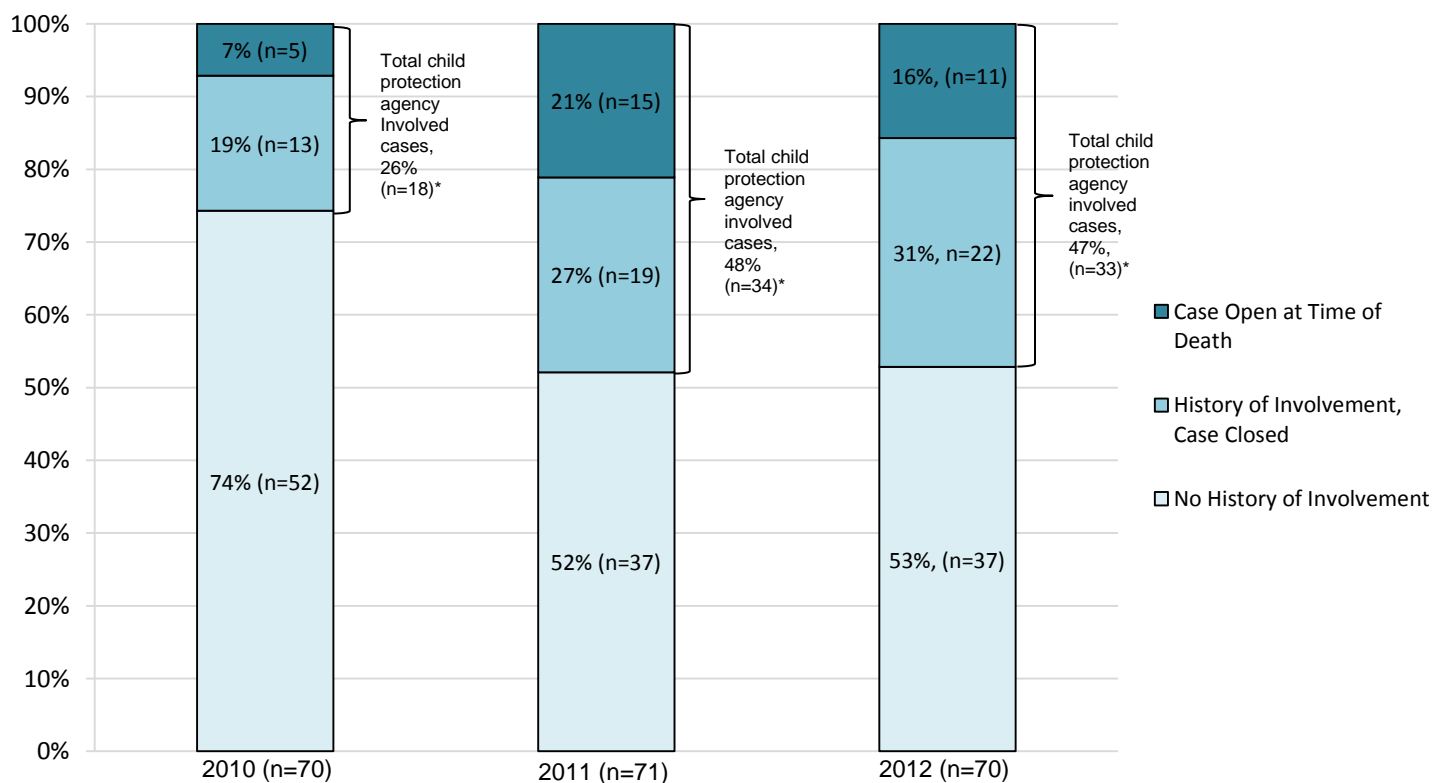 100%
90%
80%
70%
60%
50%
40%
30%
20%
10%
0%
7% (n=5)
19% (n=13)
74% (n=52)
Total child
protection
agency
Involved
cases,
26%
(n=18)*
21% (n=15)
27% (n=19)
52% (n=37)
Total child
protection
agency
involved
cases,
48%
(n=34)*
16%, (n=11)
31%, n=22)
53%, (n=37)
Total child
protection
agency
involved
cases,
47%,
(n=33)*
2010 (n=70)
2011 (n=71)
2012 (n=70)
Case Open at Time of
Death
History of Involvement,
Case Closed
No History of Involvement